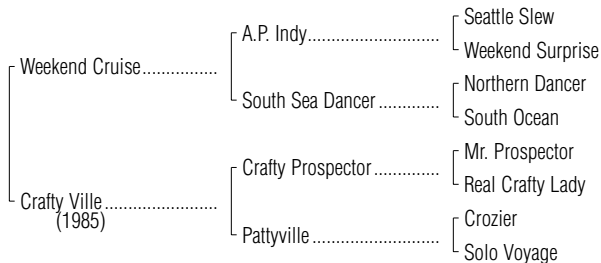 Seattle Slew
A.P. Indy
Weekend Surprise
Weekend Cruise
Northern Dancer
South Sea Dancer
South Ocean
Mr. Prospector
Crafty Prospector
Real Crafty Lady
Crafty Ville
(1985)
Crozier
Pattyville
Solo Voyage